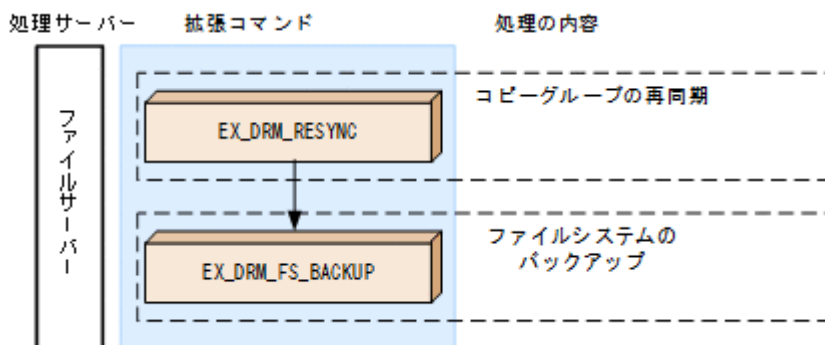 処理サーバー 拡張コマンド 処理の内容
ファイルサーバー
EX_DRM_RESYNC
コピーグループの再同期
EX_DRM_FS_BACKUP
ファイルシステムの
バックアップ